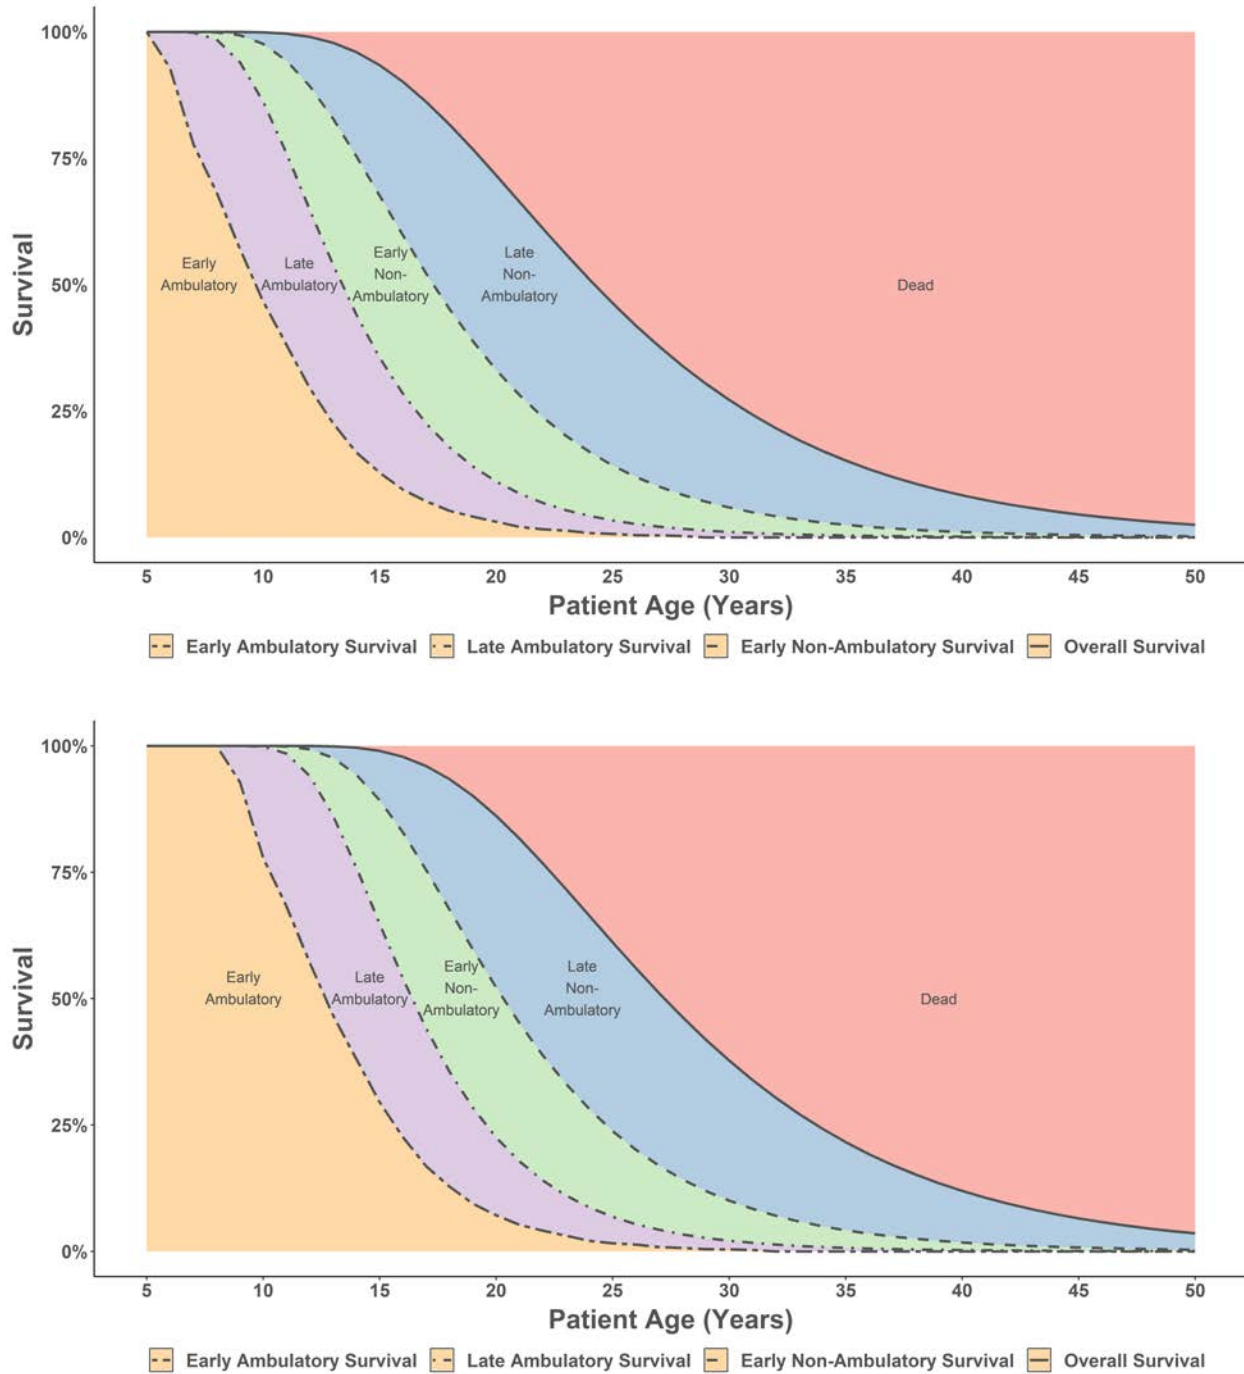 100%
75%
50%
25%
0%
Survival
Early
Ambulatory
Late
Ambulatory
Early
Non-
Ambulatory
Late
Non-
Ambulatory
Dead
5 10 15 20 25 30 35 40 45 50
Patient Age (Years)
Early Ambulatory Survival Late Ambulatory Survival Early Non-Ambulatory Survival Overall Survival
100%
75%
50%
25%
0%
Survival
Early
Ambulatory
Late
Ambulatory
Early
Non-
Ambulatory
Late
Non-
Ambulatory
Dead
5 10 15 20 25 30 35 40 45 50
Patient Age (Years)
Early Ambulatory Survival Late Ambulatory Survival Early Non-Ambulatory Survival Overall Survival